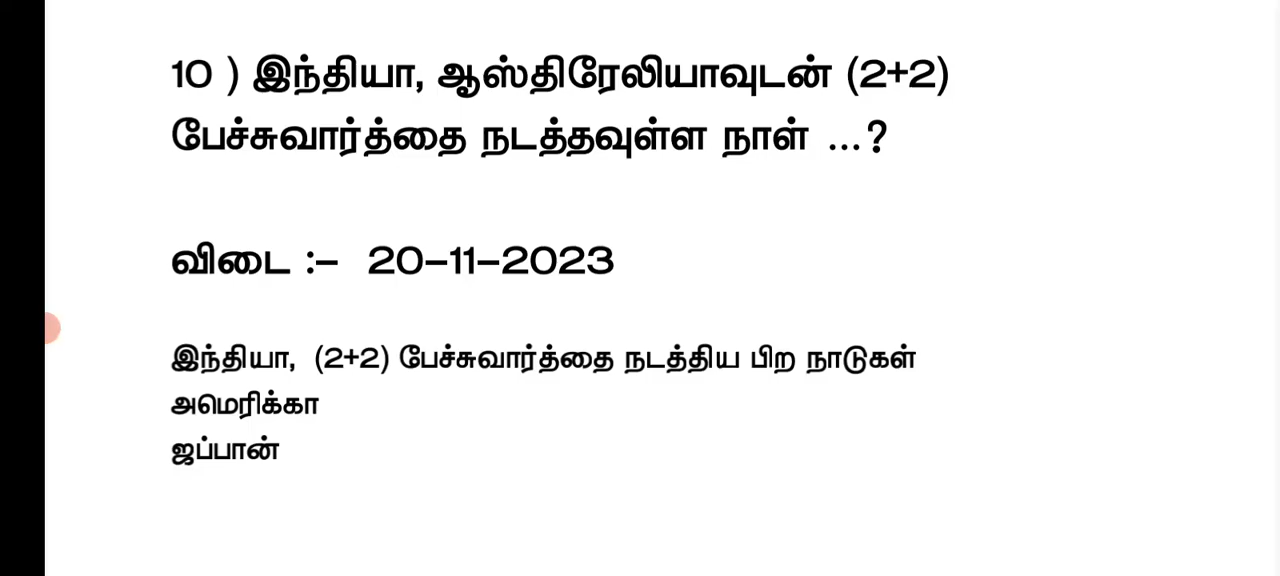 10 ) இந்தியா, ஆஸ்திரேலியாவுடன் (2+2)
பேச்சுவார்த்தை நடத்தவுள்ள நாள் ...?
விடை :- 20-11-2023
இந்தியா, (2+2) பேச்சுவார்த்தை நடத்திய பிற நாடுகள்
அமெரிக்கா
ஜப்பான்